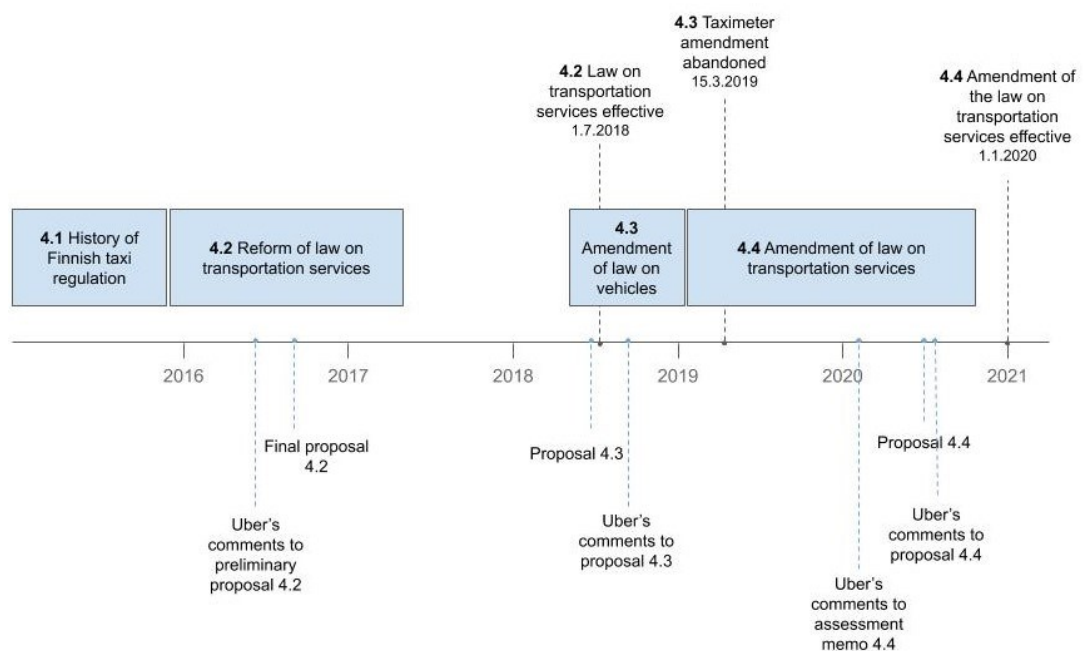 4.3 Taximeter
amendment
abandoned
15.3.2019
4.2 Law on
transportation
services effective
1.7.2018
4.4 Amendment of
the law on
transportation
services effective
1.1.2020
4.1 History of
Finnish taxi
regulation
4.2 Reform of law on
transportation services
4.3
Amendment
of law on
vehicles
4.4 Amendment of law on
transportation services
2016
2017
2018
2019
2020
2021
Final proposal
4.2
Proposal 4.3
Proposal 4.4
Uber's
comments to
preliminary
proposal 4.2
Uber's
comments to
proposal 4.3
Uber's
comments to
proposal 4.4
Uber's
comments to
assessment
memo 4.4